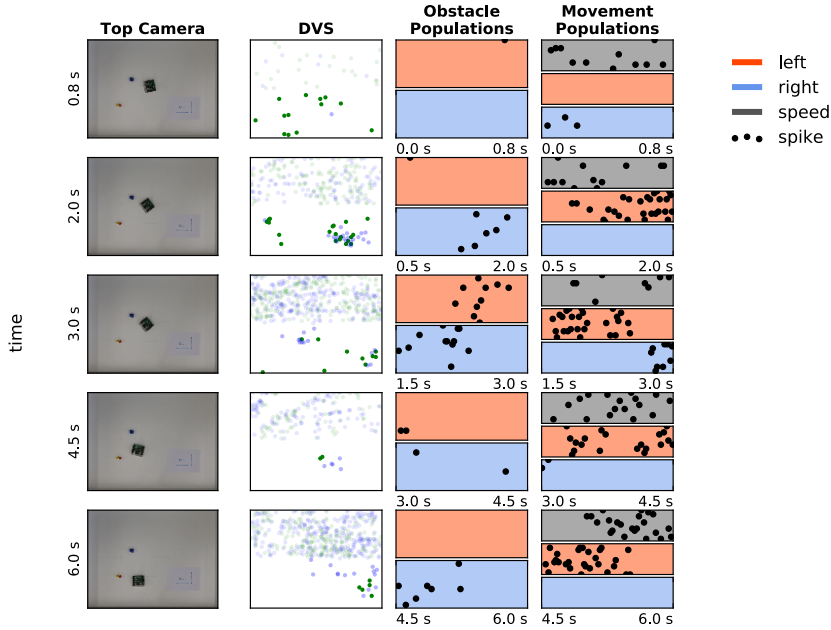 Top Camera
DVS
Obstacle
Populations
Movement
Populations
left
right
speed
spike
time
0.8 s
0.0 s 0.8 s
0.0 s 0.8 s
2.0 s
0.5 s 2.0 s
0.5 s 2.0 s
3.0 s
1.5 s 3.0 s
1.5 s 3.0 s
4.5 s
3.0 s 4.5 s
3.0 s 4.5 s
6.0 s
4.5 s 6.0 s
4.5 s 6.0 s